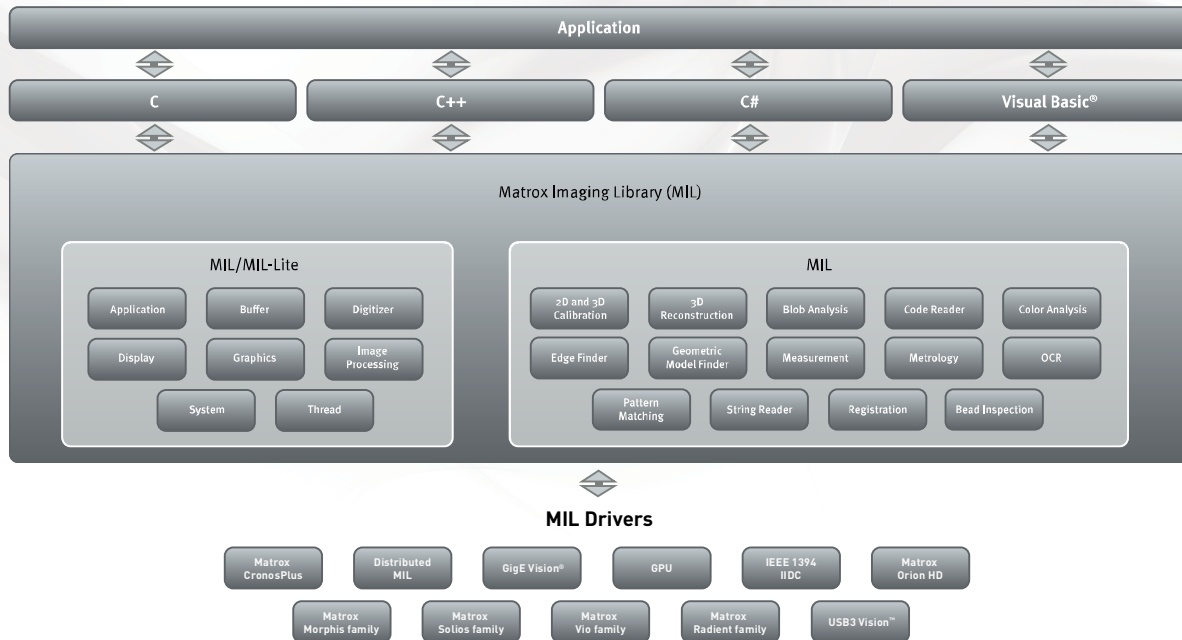 Application
C C++ C# Visual Basic®
Matrox Imaging Library (MIL)
MIL/MIL-Lite
Application Buffer Digitizer
Display Graphics Image
Processing
System Thread
MIL
2D and 3D
Calibration
3D
Reconstruction
Blob Analysis Code Reader Color Analysis
Edge Finder
Geometric
Model Finder
Measurement Metrology OCR
Pattern
Matching
String Reader Registration Bead Inspection
MIL Drivers
Matrox
CronosPlus
Distributed
MIL
GigE Vision®
GPU
IEEE 1394
IIDC
Matrox
Orion HD
Matrox
Morphis family
Matrox
Solios family
Matrox
Vio family
Matrox
Radient family
USB3 Vision™